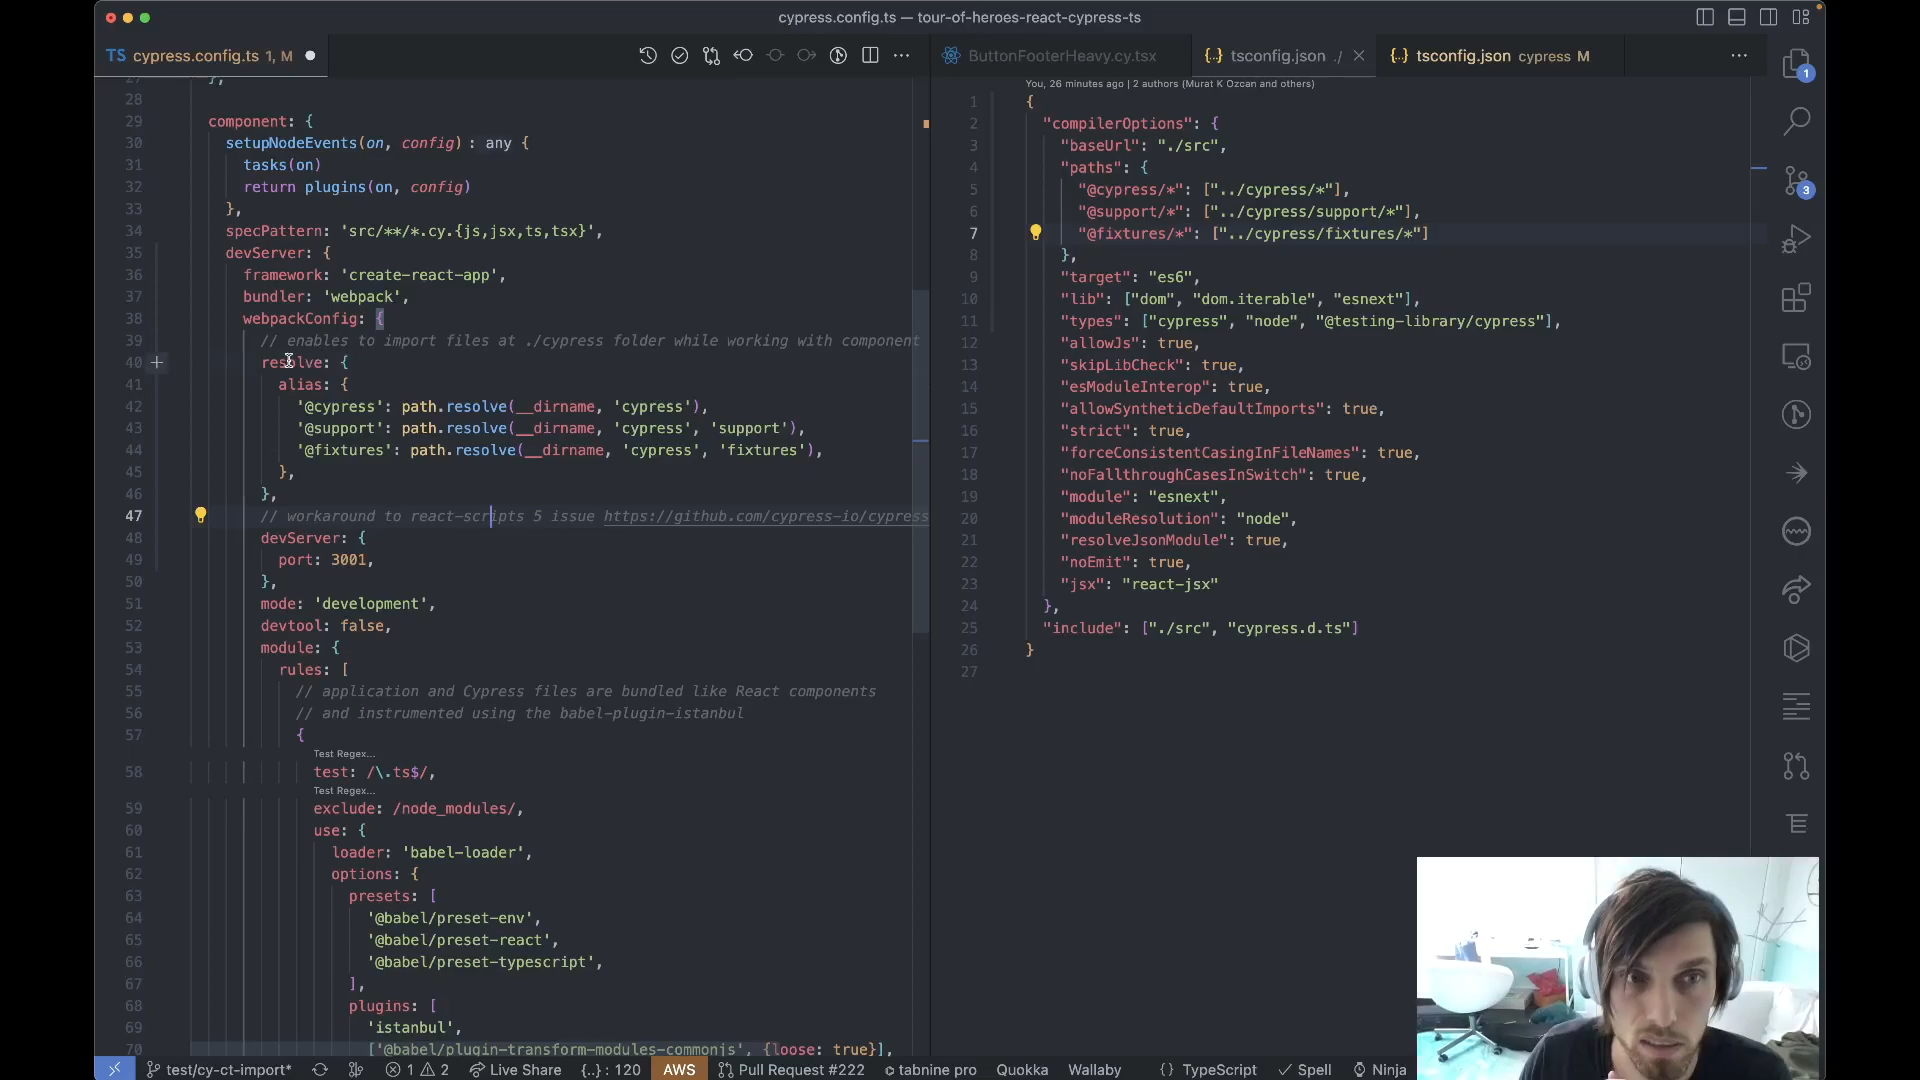 cypress.config.ts — tour-of-heroes-react-cypress-ts
TS cypress.config.ts 1, M
ButtonFooterHeavy.cy.tsx
{..} tsconfig.json ./
{..} tsconfig.json cypress M
},
28
29 component: {
30 setupNodeEvents(on, config): any {
31 tasks(on)
32 return plugins(on, config)
33 },
34 specPattern: 'src/**/*.cy.{js,jsx,ts,tsx}',
35 devServer: {
36 framework: 'create-react-app',
37 bundler: 'webpack',
38 webpackConfig: {
39 // enables to import files at ./cypress folder while working with component
40 resolve: {
41 alias: {
42 '@cypress': path.resolve(__dirname, 'cypress'),
43 '@support': path.resolve(__dirname, 'cypress', 'support'),
44 '@fixtures': path.resolve(__dirname, 'cypress', 'fixtures'),
45 },
46 },
47 // workaround to react-scripts 5 issue https://github.com/cypress-io/cypress
48 devServer: {
49 port: 3001,
50 },
51 mode: 'development',
52 devtool: false,
53 module: {
54 rules: [
55 // application and Cypress files are bundled like React components
56 // and instrumented using the babel-plugin-istanbul
57 {
Test Regex...
58 test: /\.ts$/,
Test Regex...
59 exclude: /node_modules/,
60 use: {
61 loader: 'babel-loader',
62 options: {
63 presets: [
64 '@babel/preset-env',
65 '@babel/preset-react',
66 '@babel/preset-typescript',
67 ],
68 plugins: [
69 'istanbul',
70 ['@babel/plugin-transform-modules-commonjs', {loose: true}],
You, 26 minutes ago | 2 authors (Murat K Ozcan and others)
1 {
2 "compilerOptions": {
3 "baseUrl": "./src",
4 "paths": {
5 "@cypress/*": ["../cypress/*"],
6 "@support/*": ["../cypress/support/*"],
7 "@fixtures/*": ["../cypress/fixtures/*"]
8 },
9 "target": "es6",
10 "lib": ["dom", "dom.iterable", "esnext"],
11 "types": ["cypress", "node", "@testing-library/cypress"],
12 "allowJs": true,
13 "skipLibCheck": true,
14 "esModuleInterop": true,
15 "allowSyntheticDefaultImports": true,
16 "strict": true,
17 "forceConsistentCasingInFileNames": true,
18 "noFallthroughCasesInSwitch": true,
19 "module": "esnext",
20 "moduleResolution": "node",
21 "resolveJsonModule": true,
22 "noEmit": true,
23 "jsx": "react-jsx"
24 },
25 "include": ["./src", "cypress.d.ts"]
26 }
27
1
3
test/cy-ct-import* 1 2 Live Share {..} : 120 AWS Pull Request #222 tabnine pro Quokka Wallaby {} TypeScript Spell Ninja